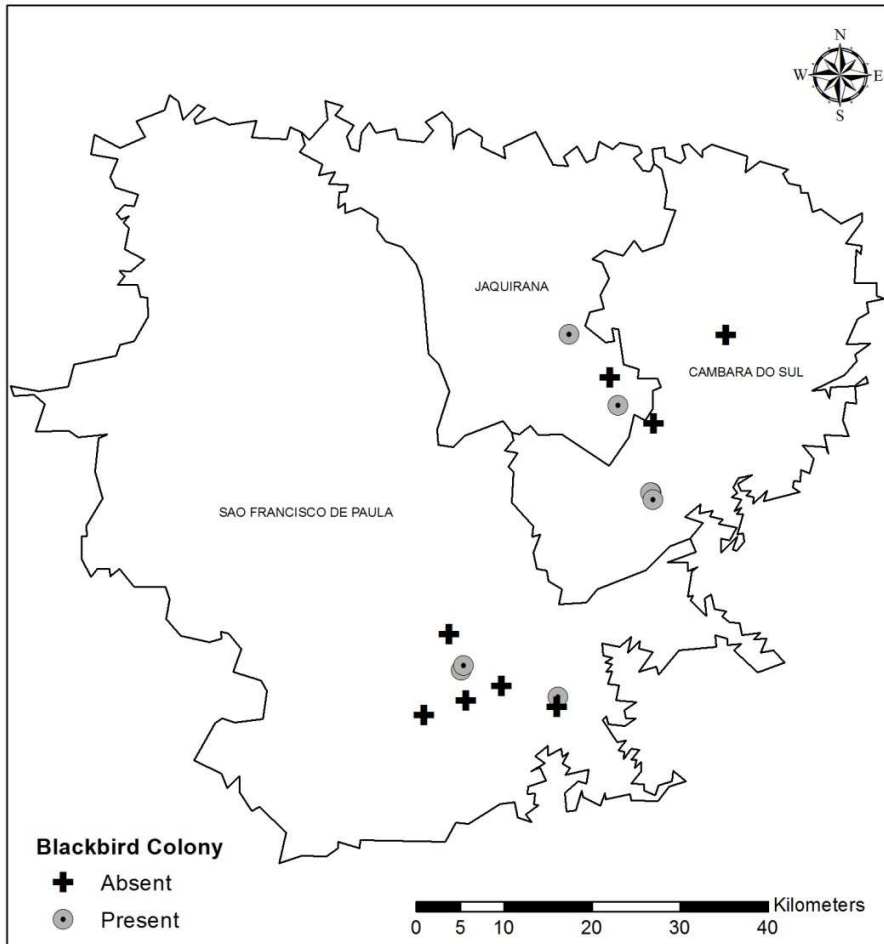 N
W E
S
JAQUIRANA
CAMBARA DO SUL
SAO FRANCISCO DE PAULA
Blackbird Colony
Absent
Present
Kilometers
0 5 10 20 30 40